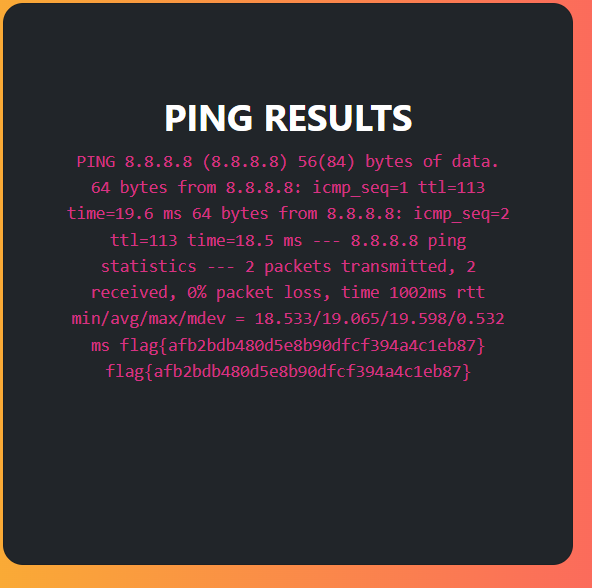 PING RESULTS
PING 8.8.8.8 (8.8.8.8) 56(84) bytes of data.
64 bytes from 8.8.8.8: icmp_seq=1 ttl=113
time=19.6 ms 64 bytes from 8.8.8.8: icmp_seq=2
ttl=113 time=18.5 ms --- 8.8.8.8 ping
statistics --- 2 packets transmitted, 2
received, 0% packet loss, time 1002ms rtt
min/avg/max/mdev = 18.533/19.065/19.598/0.532
ms flag{afb2bdb480d5e8b90dfcf394a4c1eb87}
flag{afb2bdb480d5e8b90dfcf394a4c1eb87}